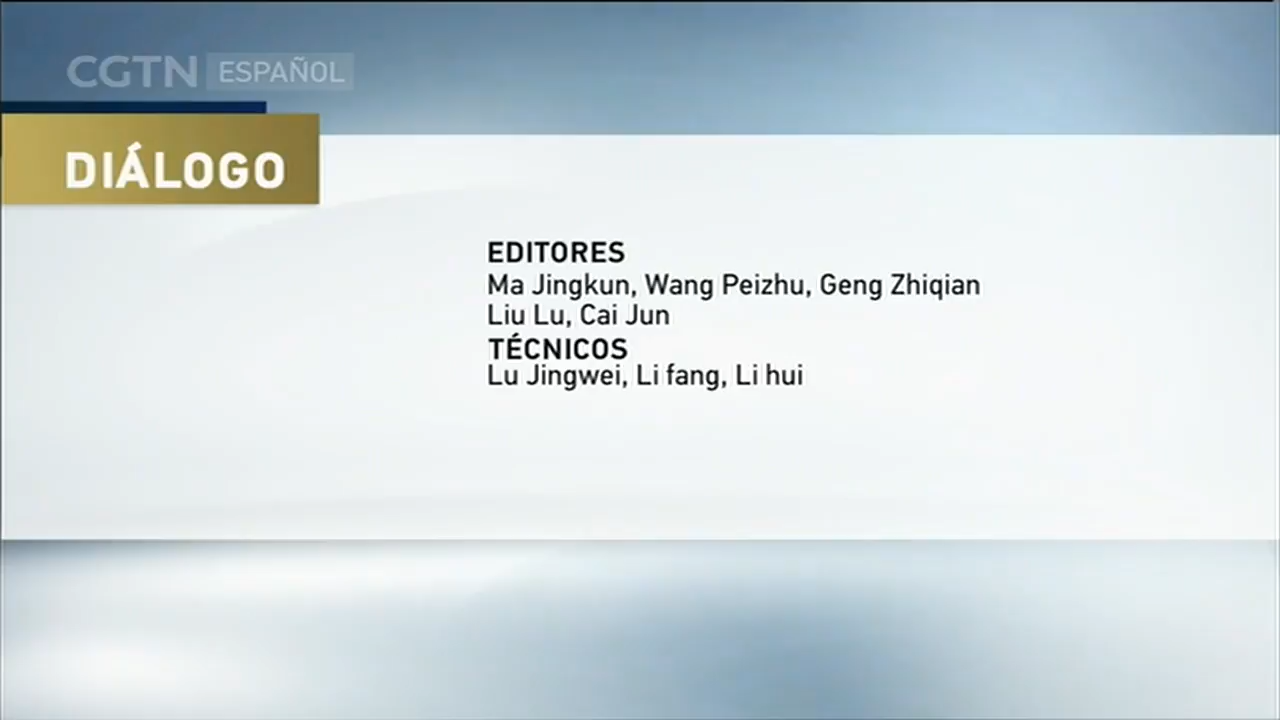 CGTN ESPAÑOL
DIÁLOGO
EDITORES
Ma Jingkun, Wang Peizhu, Geng Zhiqian
Liu Lu, Cai Jun
TÉCNICOS
Lu Jingwei, Li fang, Li hui